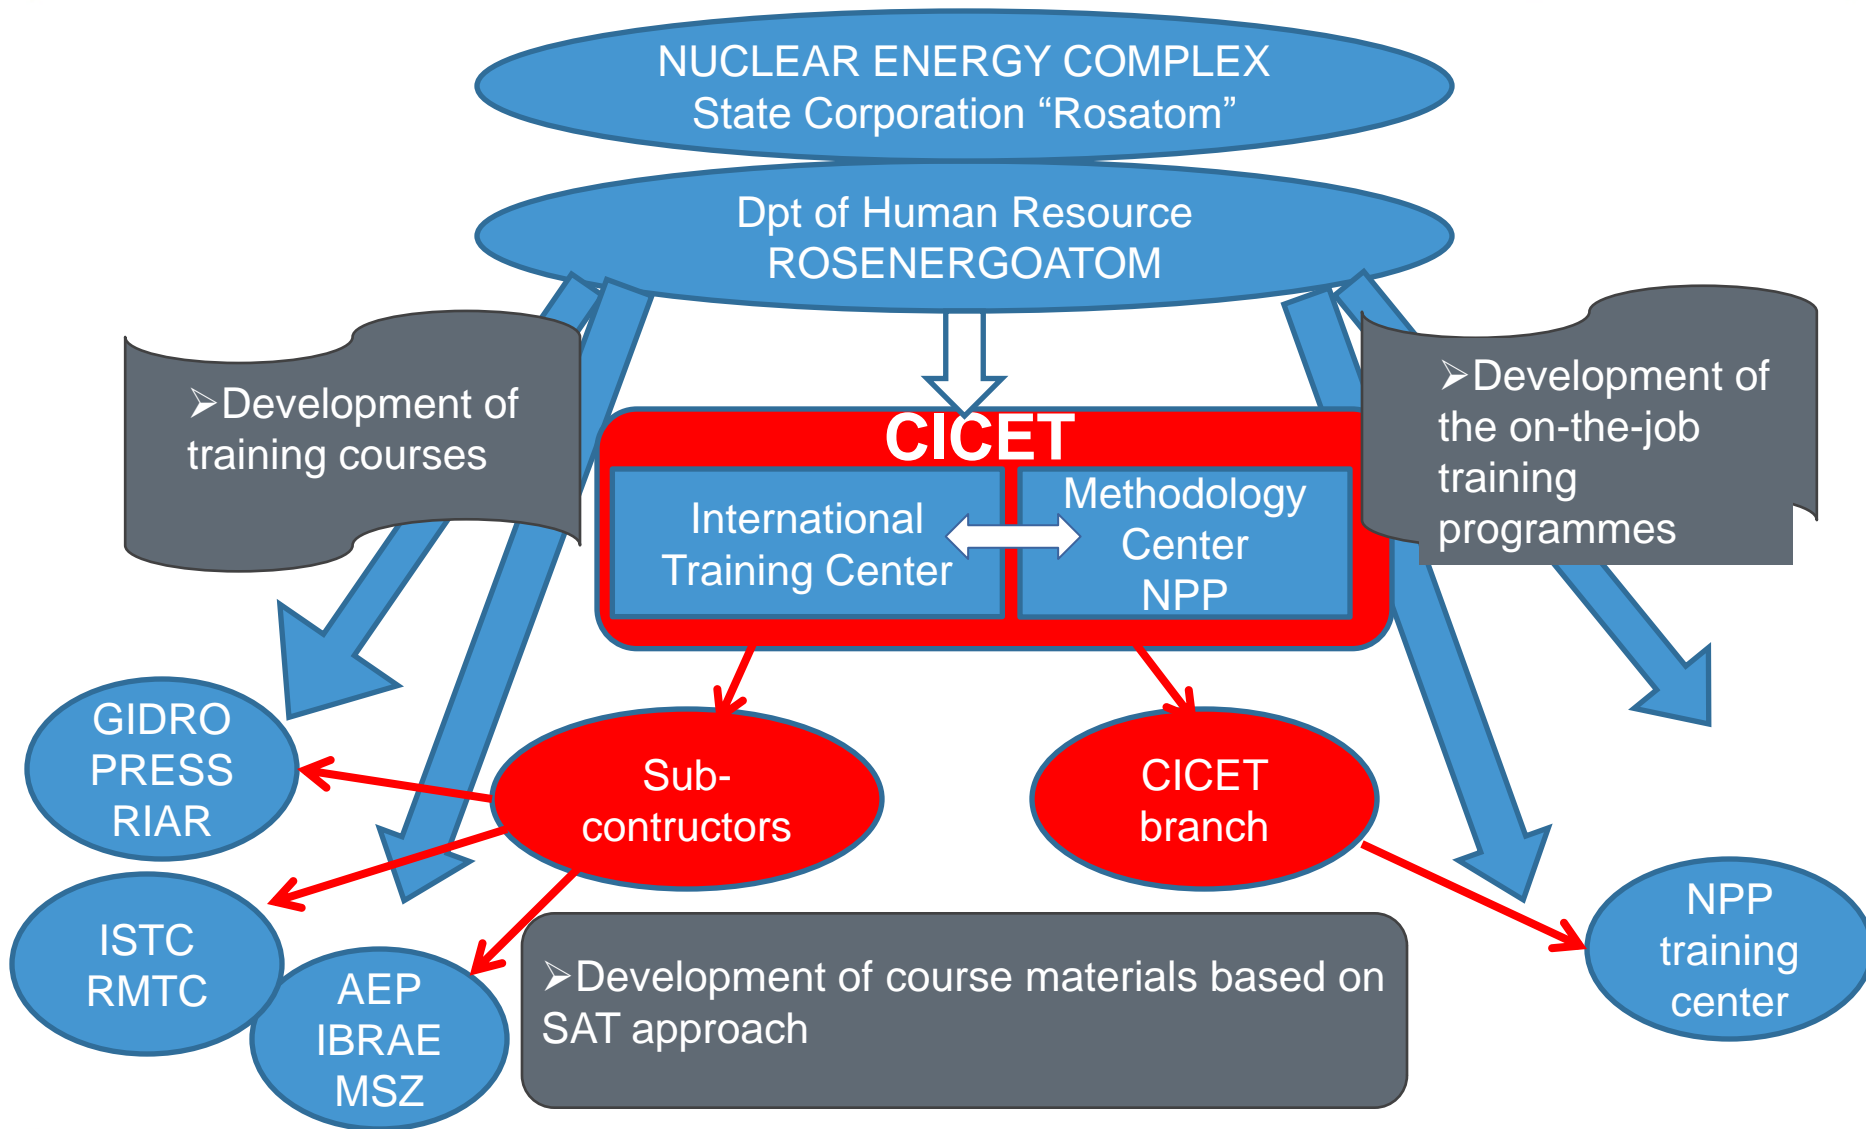 NUCLEAR ENERGY COMPLEX
State Corporation “Rosatom”
Dpt of Human Resource
ROSENERGOATOM
➢Development of
training courses
➢Development of
the on-the-job
training
programmes
CICET
International
Training Center
Methodology
Center
NPP
GIDRO
PRESS
RIAR
Sub-
contructors
CICET
branch
ISTC
RMTC
AEP
IBRAE
MSZ
➢Development of course materials based on
SAT approach
NPP
training
center